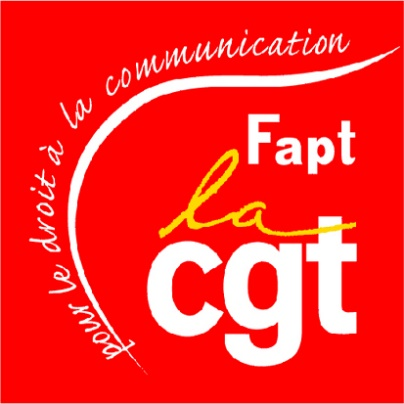 pour le droit à la communication
Fapt
la
cgt